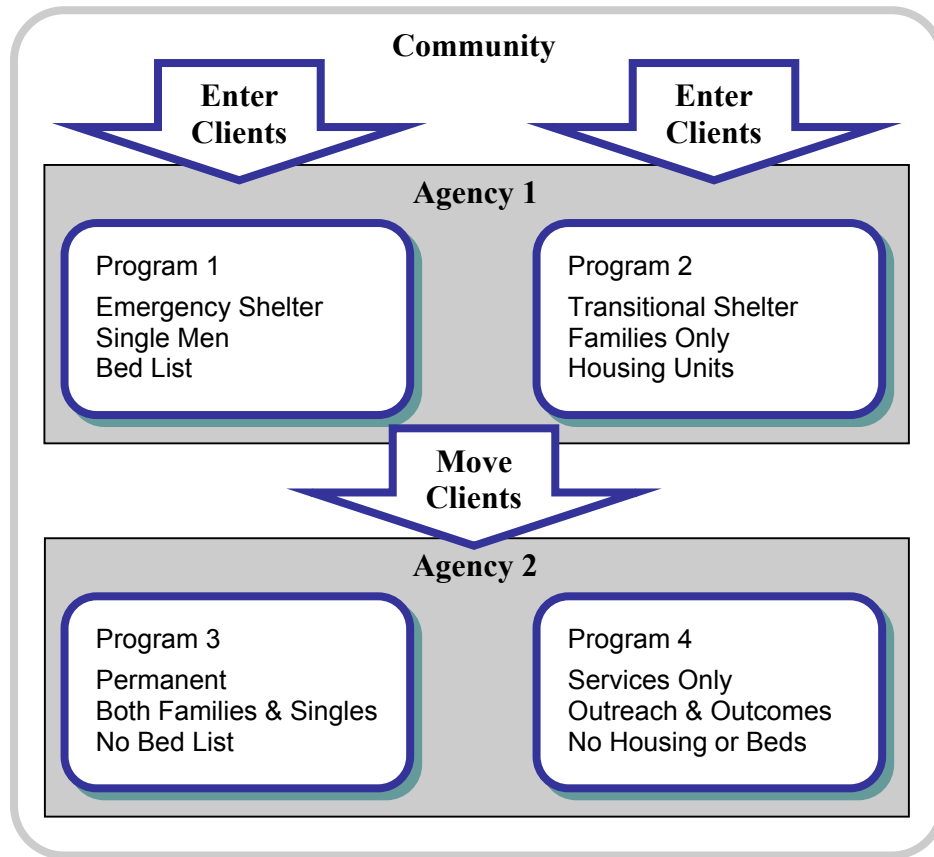 Community
Enter
Clients
Enter
Clients
Agency 1
Program 1
Emergency Shelter
Single Men
Bed List
Program 2
Transitional Shelter
Families Only
Housing Units
Move
Clients
Agency 2
Program 3
Permanent
Both Families & Singles
No Bed List
Program 4
Services Only
Outreach & Outcomes
No Housing or Beds